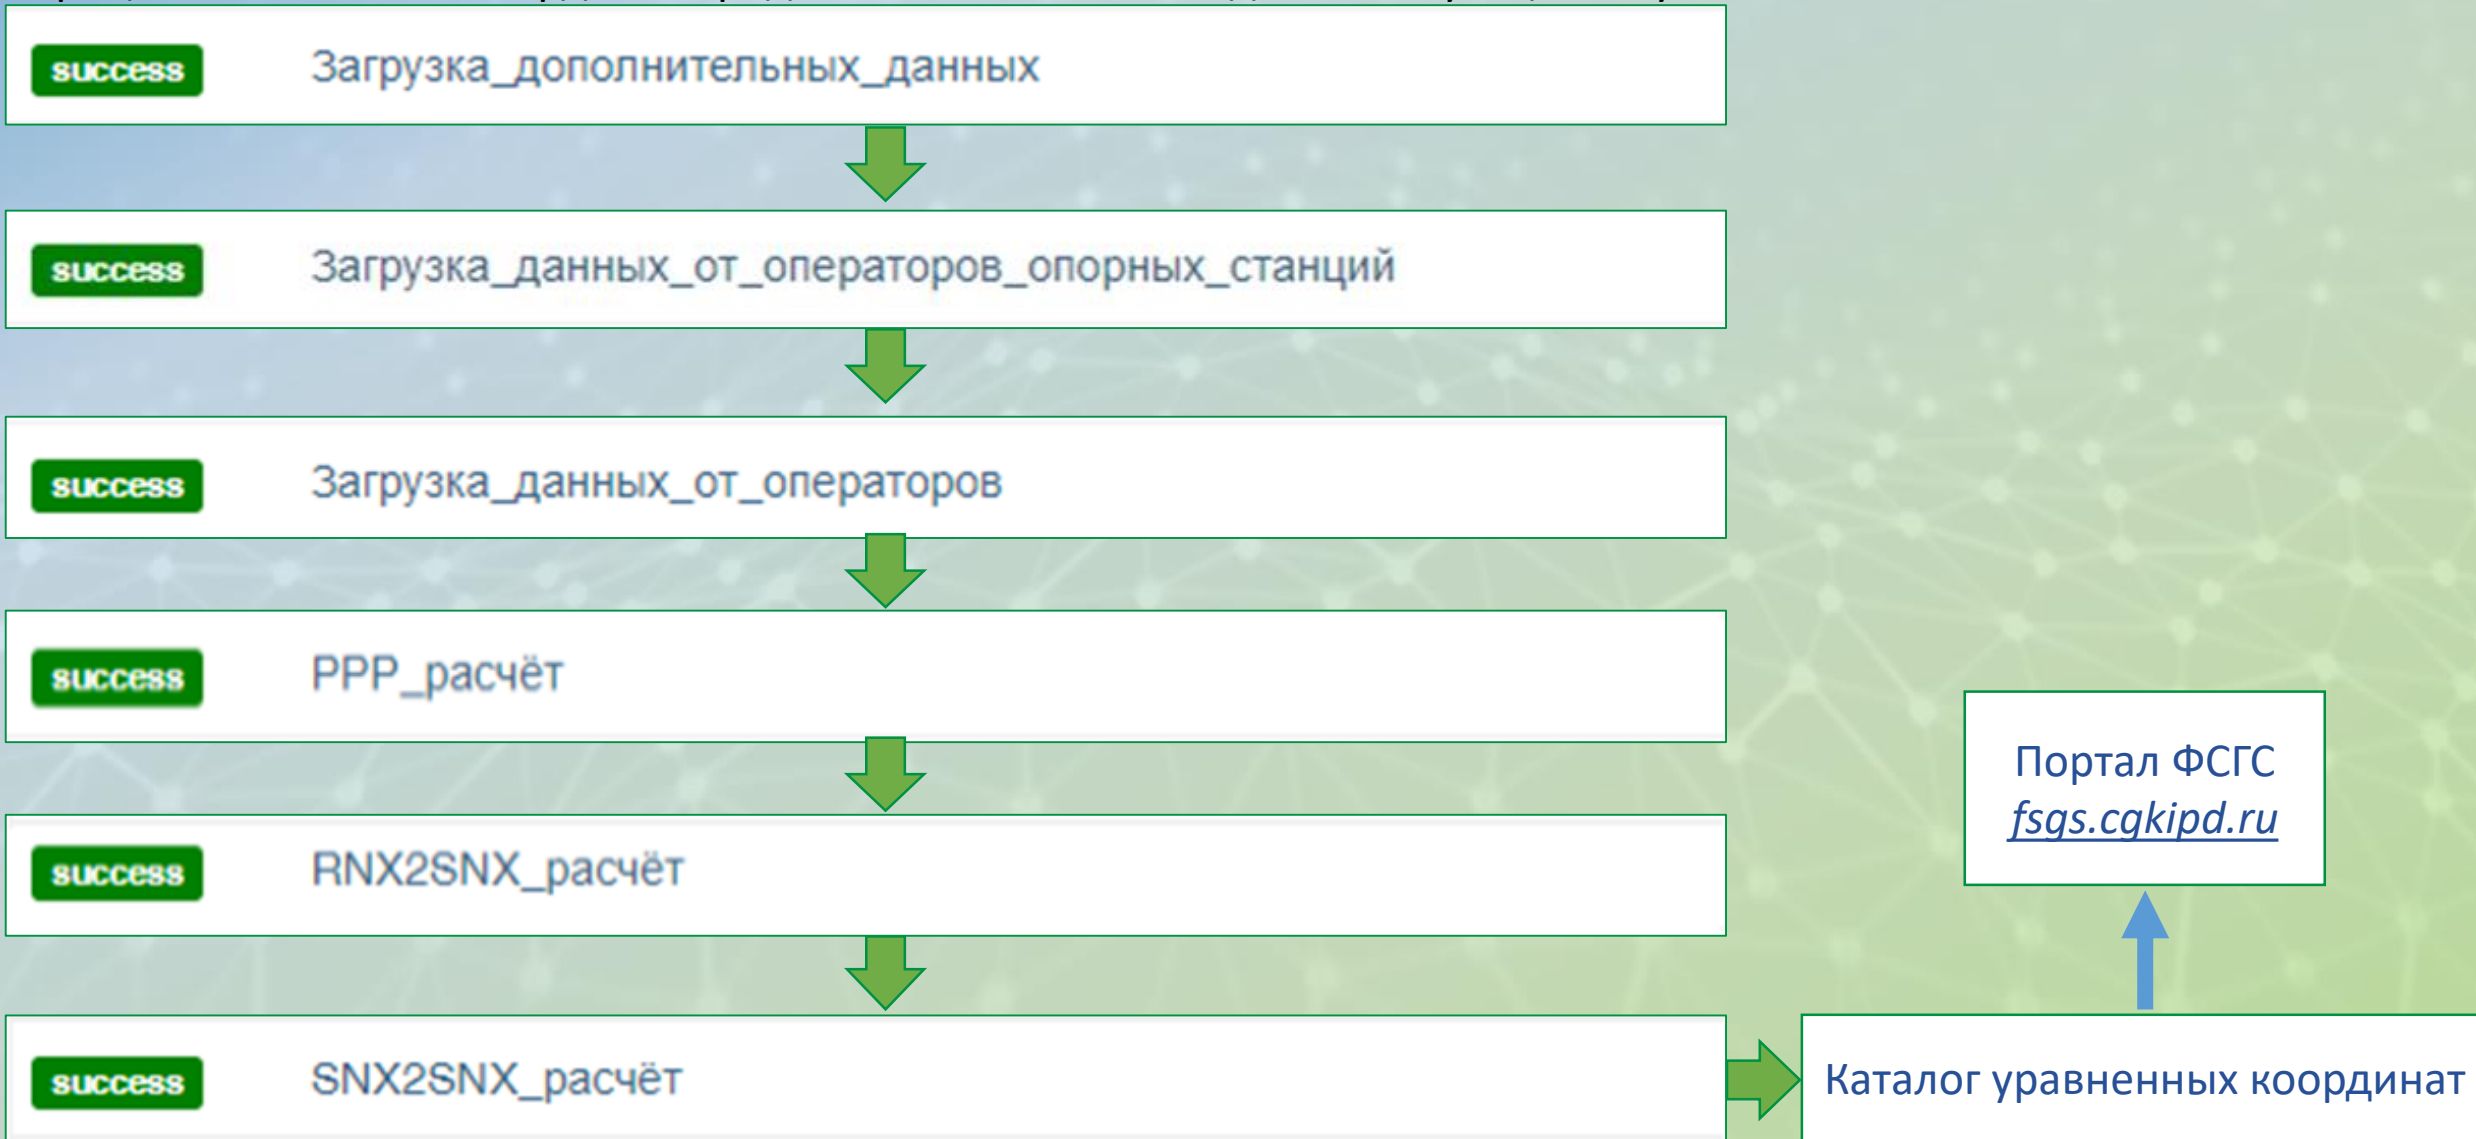 success Загрузка_дополнительных_данных
success Загрузка_данных_от_операторов_опорных_станций
success Загрузка_данных_от_операторов
success PPP_расчёт
success RNX2SNX_расчёт
Портал ФСГС
fsgs.cgkipd.ru
success SNX2SNX_расчёт
Каталог уравненных координат